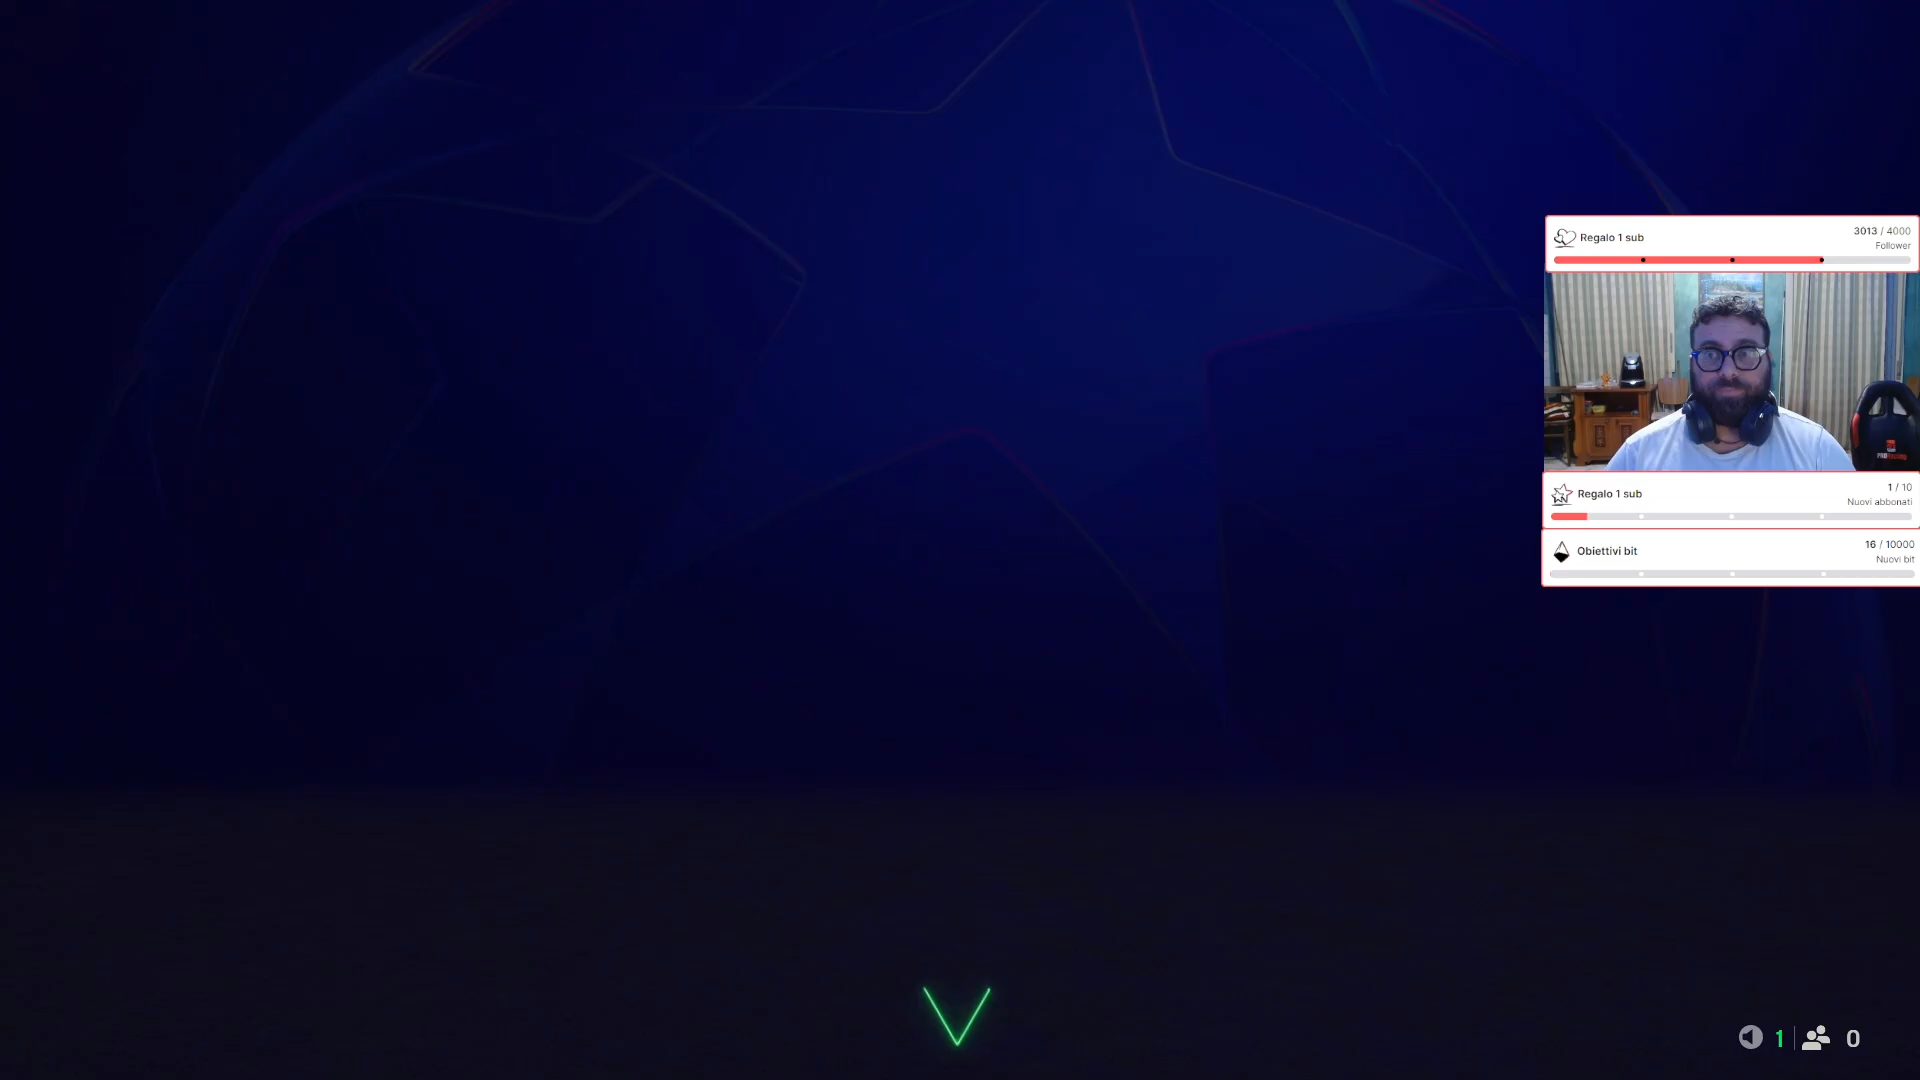 Regalo 1 sub
3013 / 4000
Follower
Regalo 1 sub
1 / 10
Nuovi abbonati
Obiettivi bit
16 / 10000
Nuovi bit
1
0